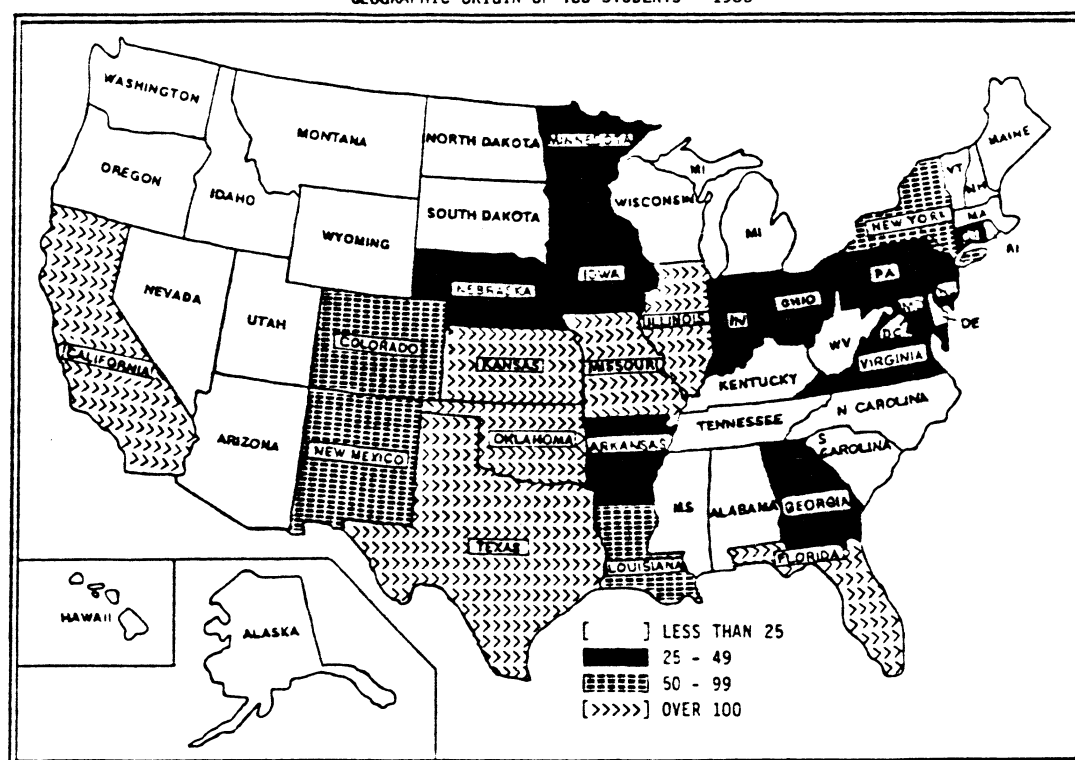 WASHINGTON
MONTANA
NORTH DAKOTA
MINNESOTA
MAINE
OREGON
IDAHO
MI
VT
NH
SOUTH DAKOTA
WISCONSIN
WYOMING
MI
NEW YORK
MA
RI
NEVADA
NEBRASKA
IOWA
PA
OHIO
UTAH
COLORADO
ILLINOIS
IN
DE
CALIFORNIA
KANSAS
MISSOURI
WV
DC
VIRGINIA
KENTUCKY
ARIZONA
NEW MEXICO
OKLAHOMA
ARKANSAS
TENNESSEE
N CAROLINA
S
CAROLINA
TEXAS
MS
ALABAMA
GEORGIA
LOUISIANA
FLORIDA
HAWAII
ALASKA
[ ] LESS THAN 25
25 - 49
50 - 99
[>>>>>] OVER 100